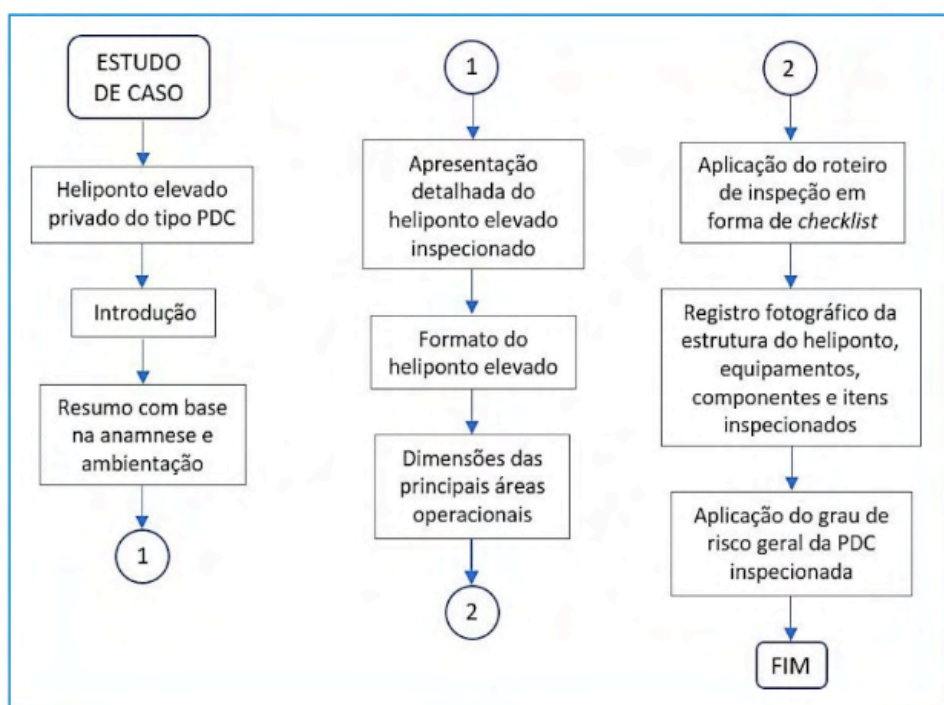 ESTUDO
DE CASO
Heliponto elevado
privado do tipo PDC
Introdução
Resumo com base
na anamnese e
ambientação
1
1
Apresentação
detalhada do
heliponto elevado
inspecionado
Formato do
heliponto elevado
Dimensões das
principais áreas
operacionais
2
2
Aplicação do roteiro
de inspeção em
forma de checklist
Registro fotográfico da
estrutura do heliponto,
equipamentos,
componentes e itens
inspecionados
Aplicação do grau de
risco geral da PDC
inspecionada
FIM